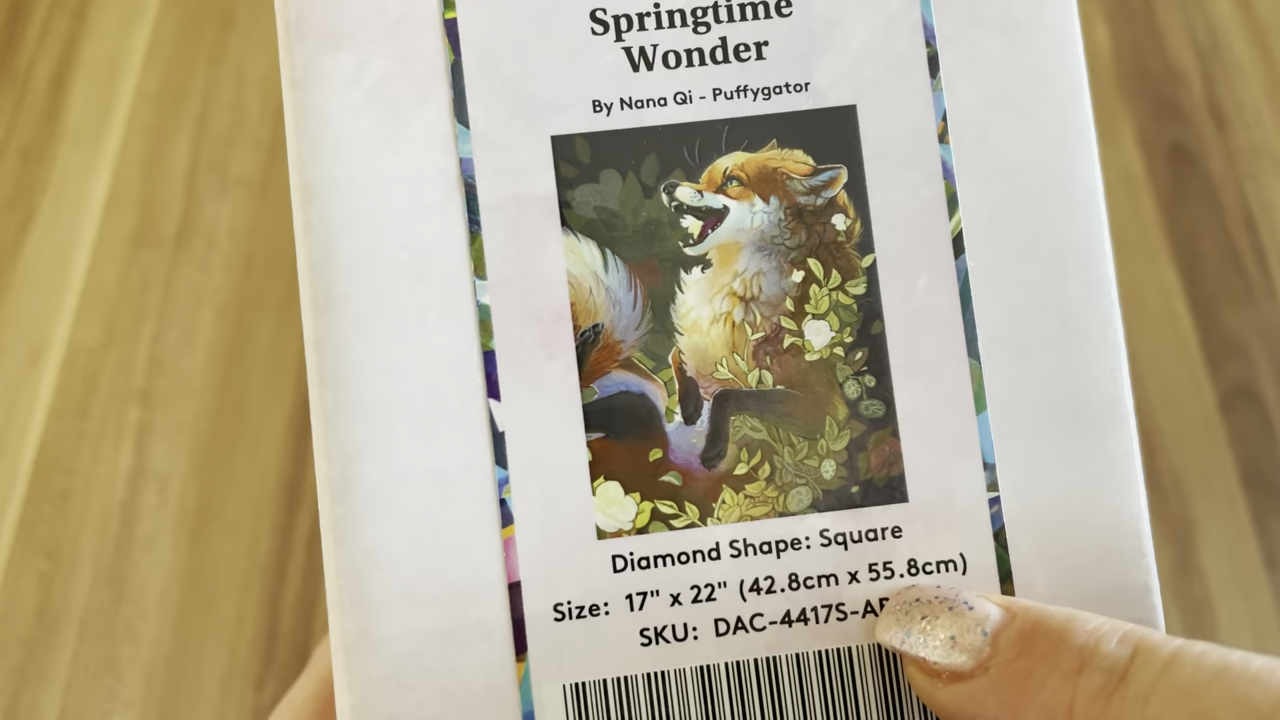 Springtime
Wonder
By Nana Qi - Puffygator
Diamond Shape: Square
Size: 17" x 22" (42.8cm x 55.8cm)
SKU: DAC-4417S-